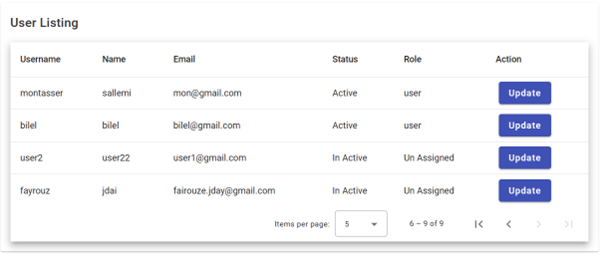 User Listing
Username Name Email Status Role Action
montasser sallemi mon@gmail.com Active user Update
bilel bilel bilel@gmail.com Active user Update
user2 user22 user1@gmail.com In Active Un Assigned Update
fayrouz jdai fairouze.jday@gmail.com In Active Un Assigned Update
Items per page: 5 6 – 9 of 9